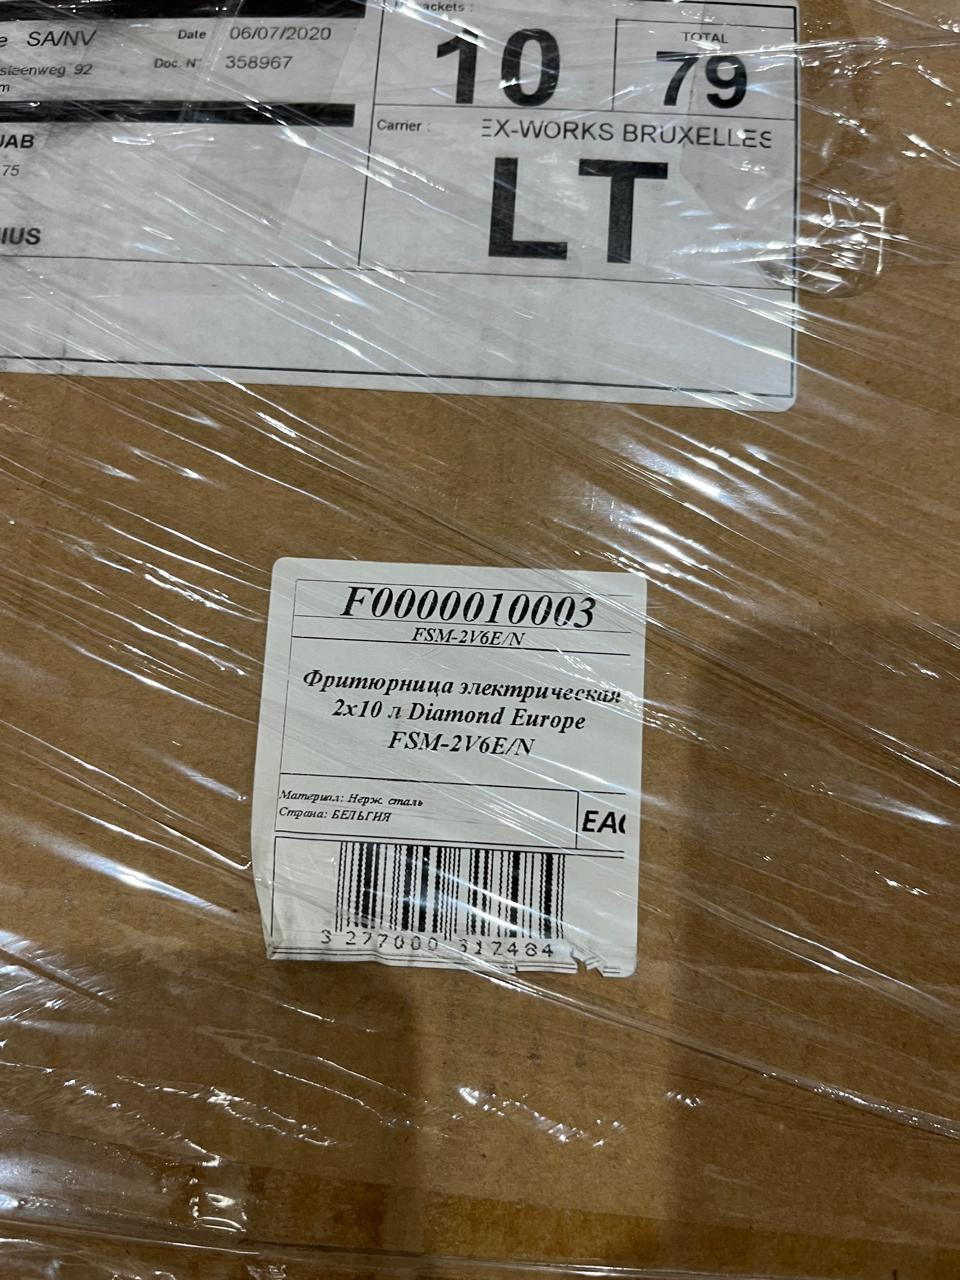 ackets :
e SA/NV
Date 06/07/2020
10
TOTAL
79
steenweg 92
Doc. N° 358967
m
Carrier : EX-WORKS BRUXELLES
UAB
75
LT
IUS
F0000010003
FSM-2V6E/N
Фритюрница электрическая
2x10 л Diamond Europe
FSM-2V6E/N
Материал: Нерж. сталь
Страна: БЕЛЬГИЯ
EAC
3 277000 317484